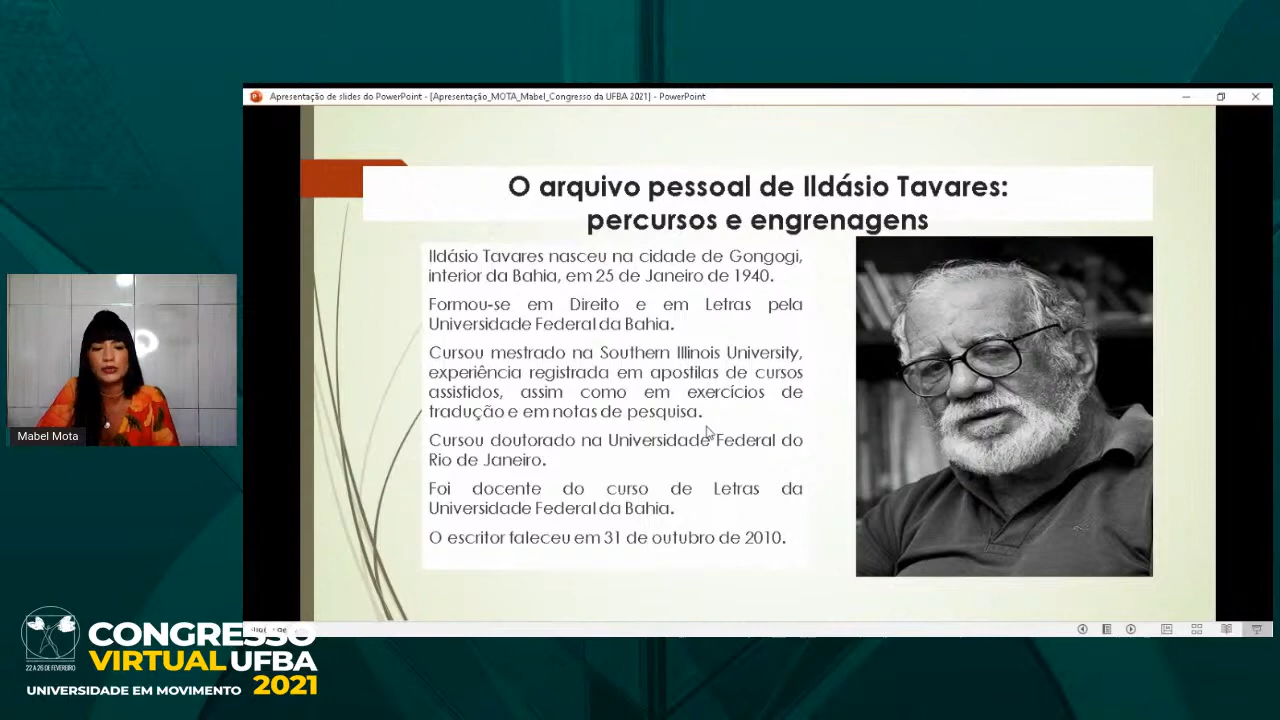 Apresentação de slides do PowerPoint - [Apresentação_MOTA_Mabel_Congresso da UFBA 2021] - PowerPoint
O arquivo pessoal de Ildásio Tavares:
percursos e engrenagens
Ildásio Tavares nasceu na cidade de Gongogi,
interior da Bahia, em 25 de Janeiro de 1940.
Formou-se em Direito e em Letras pela
Universidade Federal da Bahia.
Cursou mestrado na Southern Illinois University,
experiência registrada em apostilas de cursos
assistidos, assim como em exercícios de
tradução e em notas de pesquisa.
Cursou doutorado na Universidade Federal do
Rio de Janeiro.
Foi docente do curso de Letras da
Universidade Federal da Bahia.
O escritor faleceu em 31 de outubro de 2010.
Mabel Mota
22 A 26 DE FEVEREIRO
CONGRESSO
VIRTUAL UFBA
UNIVERSIDADE EM MOVIMENTO 2021